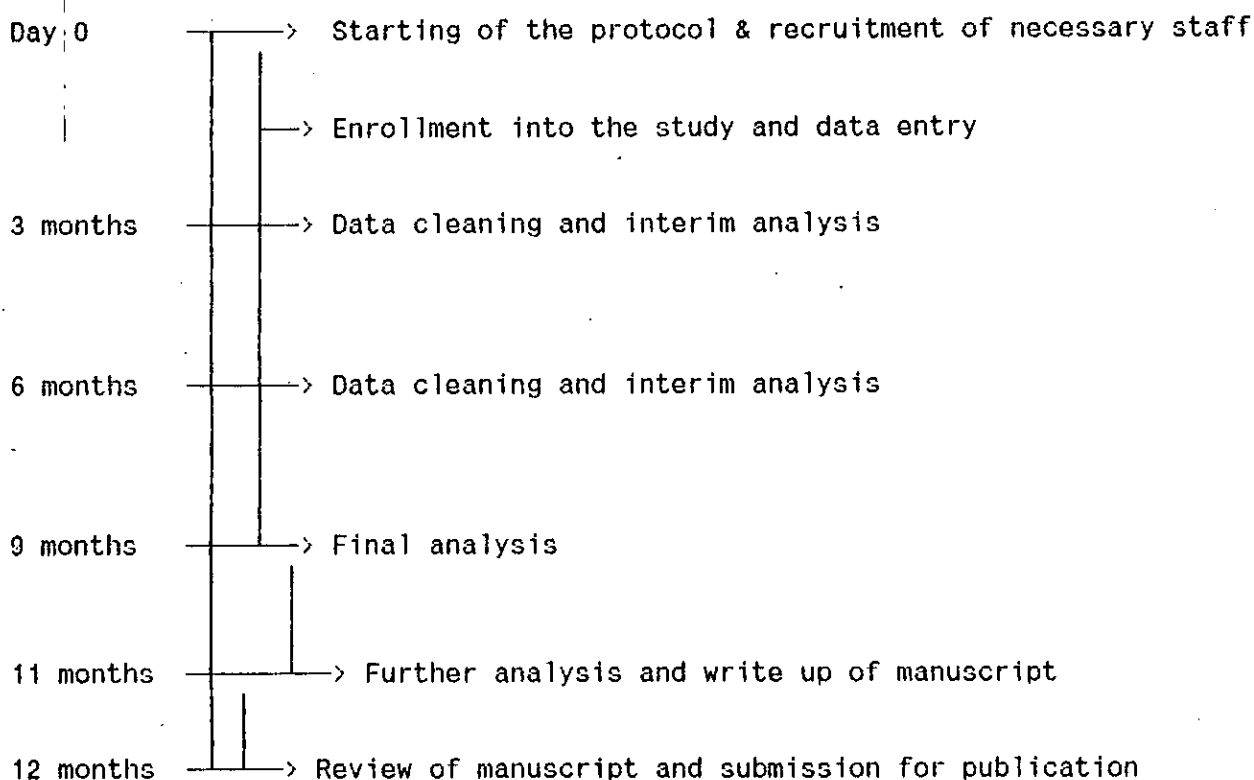 Day 0 Starting of the protocol & recruitment of necessary staff
Enrollment into the study and data entry
3 months Data cleaning and interim analysis
6 months Data cleaning and interim analysis
9 months Final analysis
11 months Further analysis and write up of manuscript
12 months Review of manuscript and submission for publication